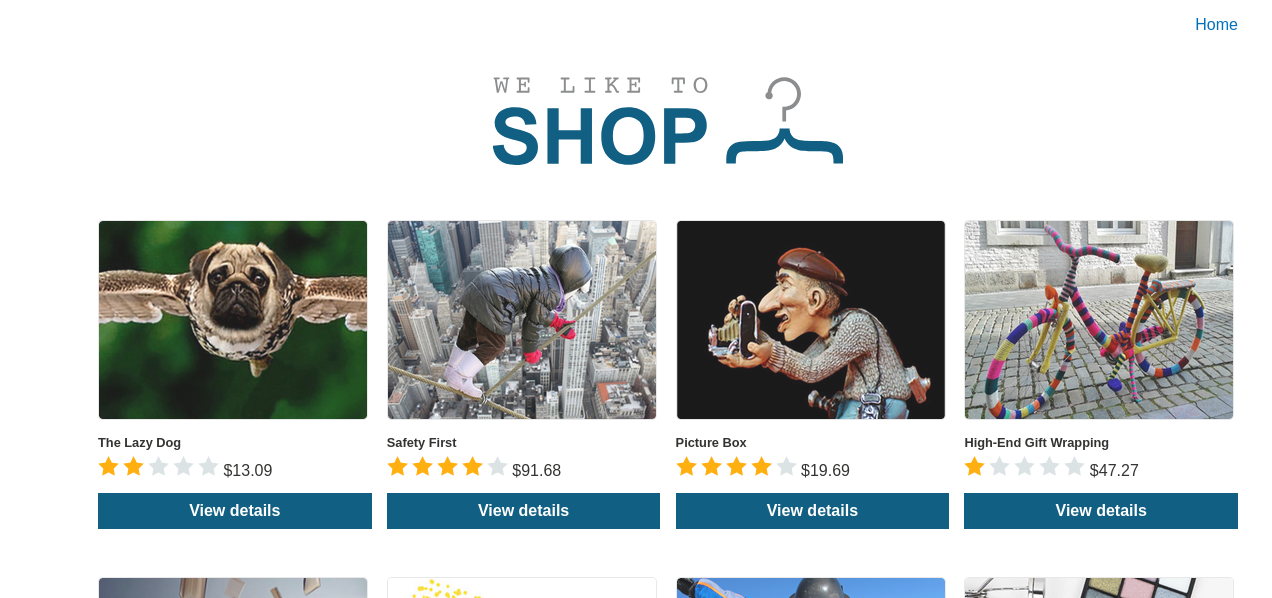 Home
WE LIKE TO
SHOP
The Lazy Dog
$13.09
View details
Safety First
$91.68
View details
Picture Box
$19.69
View details
High-End Gift Wrapping
$47.27
View details